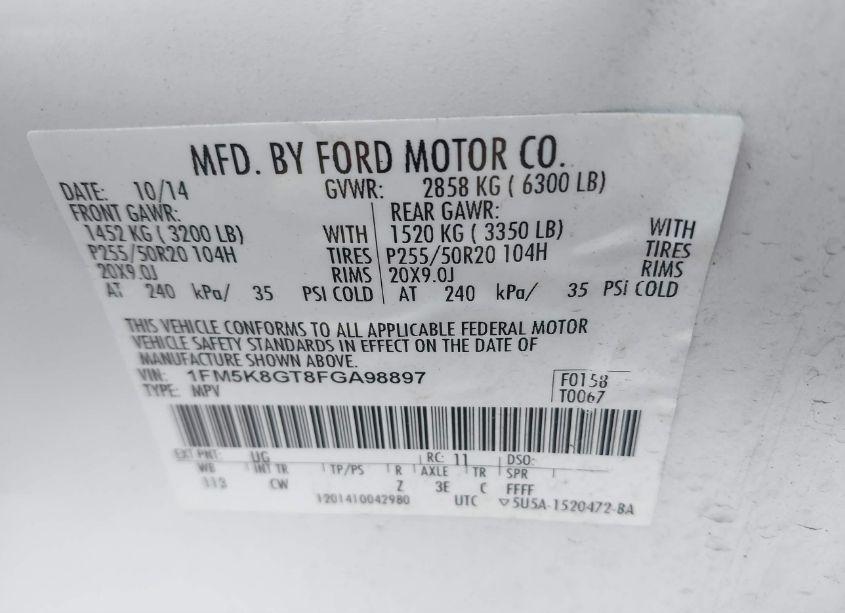 MFD. BY FORD MOTOR CO.
DATE: 10/14 GVWR: 2858 KG ( 6300 LB)
FRONT GAWR: REAR GAWR:
1452 KG ( 3200 LB) WITH 1520 KG ( 3350 LB) WITH
P255/50R20 104H TIRES P255/50R20 104H TIRES
20X9.0J RIMS 20X9.0J RIMS
AT 240 kPa/ 35 PSI COLD AT 240 kPa/ 35 PSi COLD
THIS VEHICLE CONFORMS TO ALL APPLICABLE FEDERAL MOTOR
VEHICLE SAFETY STANDARDS IN EFFECT ON THE DATE OF
MANUFACTURE SHOWN ABOVE.
VIN: 1FM5K8GT8FGA98897 F0158
TYPE: MPV T0067
EXT PNT: UG RC: 11 DSO:
WB INT TR TP/PS R AXLE TR SPR
113 CW Z 3E C FFFF
1201410042980 UTC ▽5U5A-1520472-BA